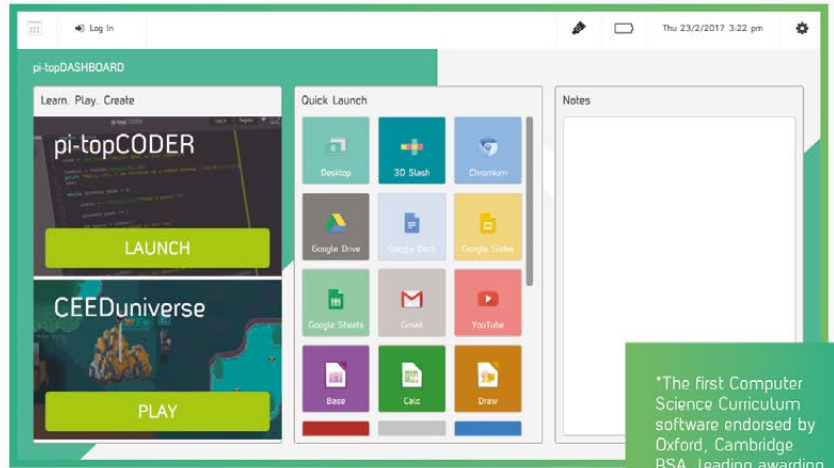 Log In
Thu 23/2/2017 3:22 pm
pi-topDASHBOARD
Learn. Play. Create
pi-topCODER
LAUNCH
CEEDuniverse
PLAY
Quick Launch
Desktop
3D Slash
Chromium
Google Drive
Google Docs
Google Slides
Google Sheets
Gmail
YouTube
Base
Calc
Draw
Notes
*The first Computer
Science Curriculum
software endorsed by
Oxford, Cambridge
RSA, leading awarding